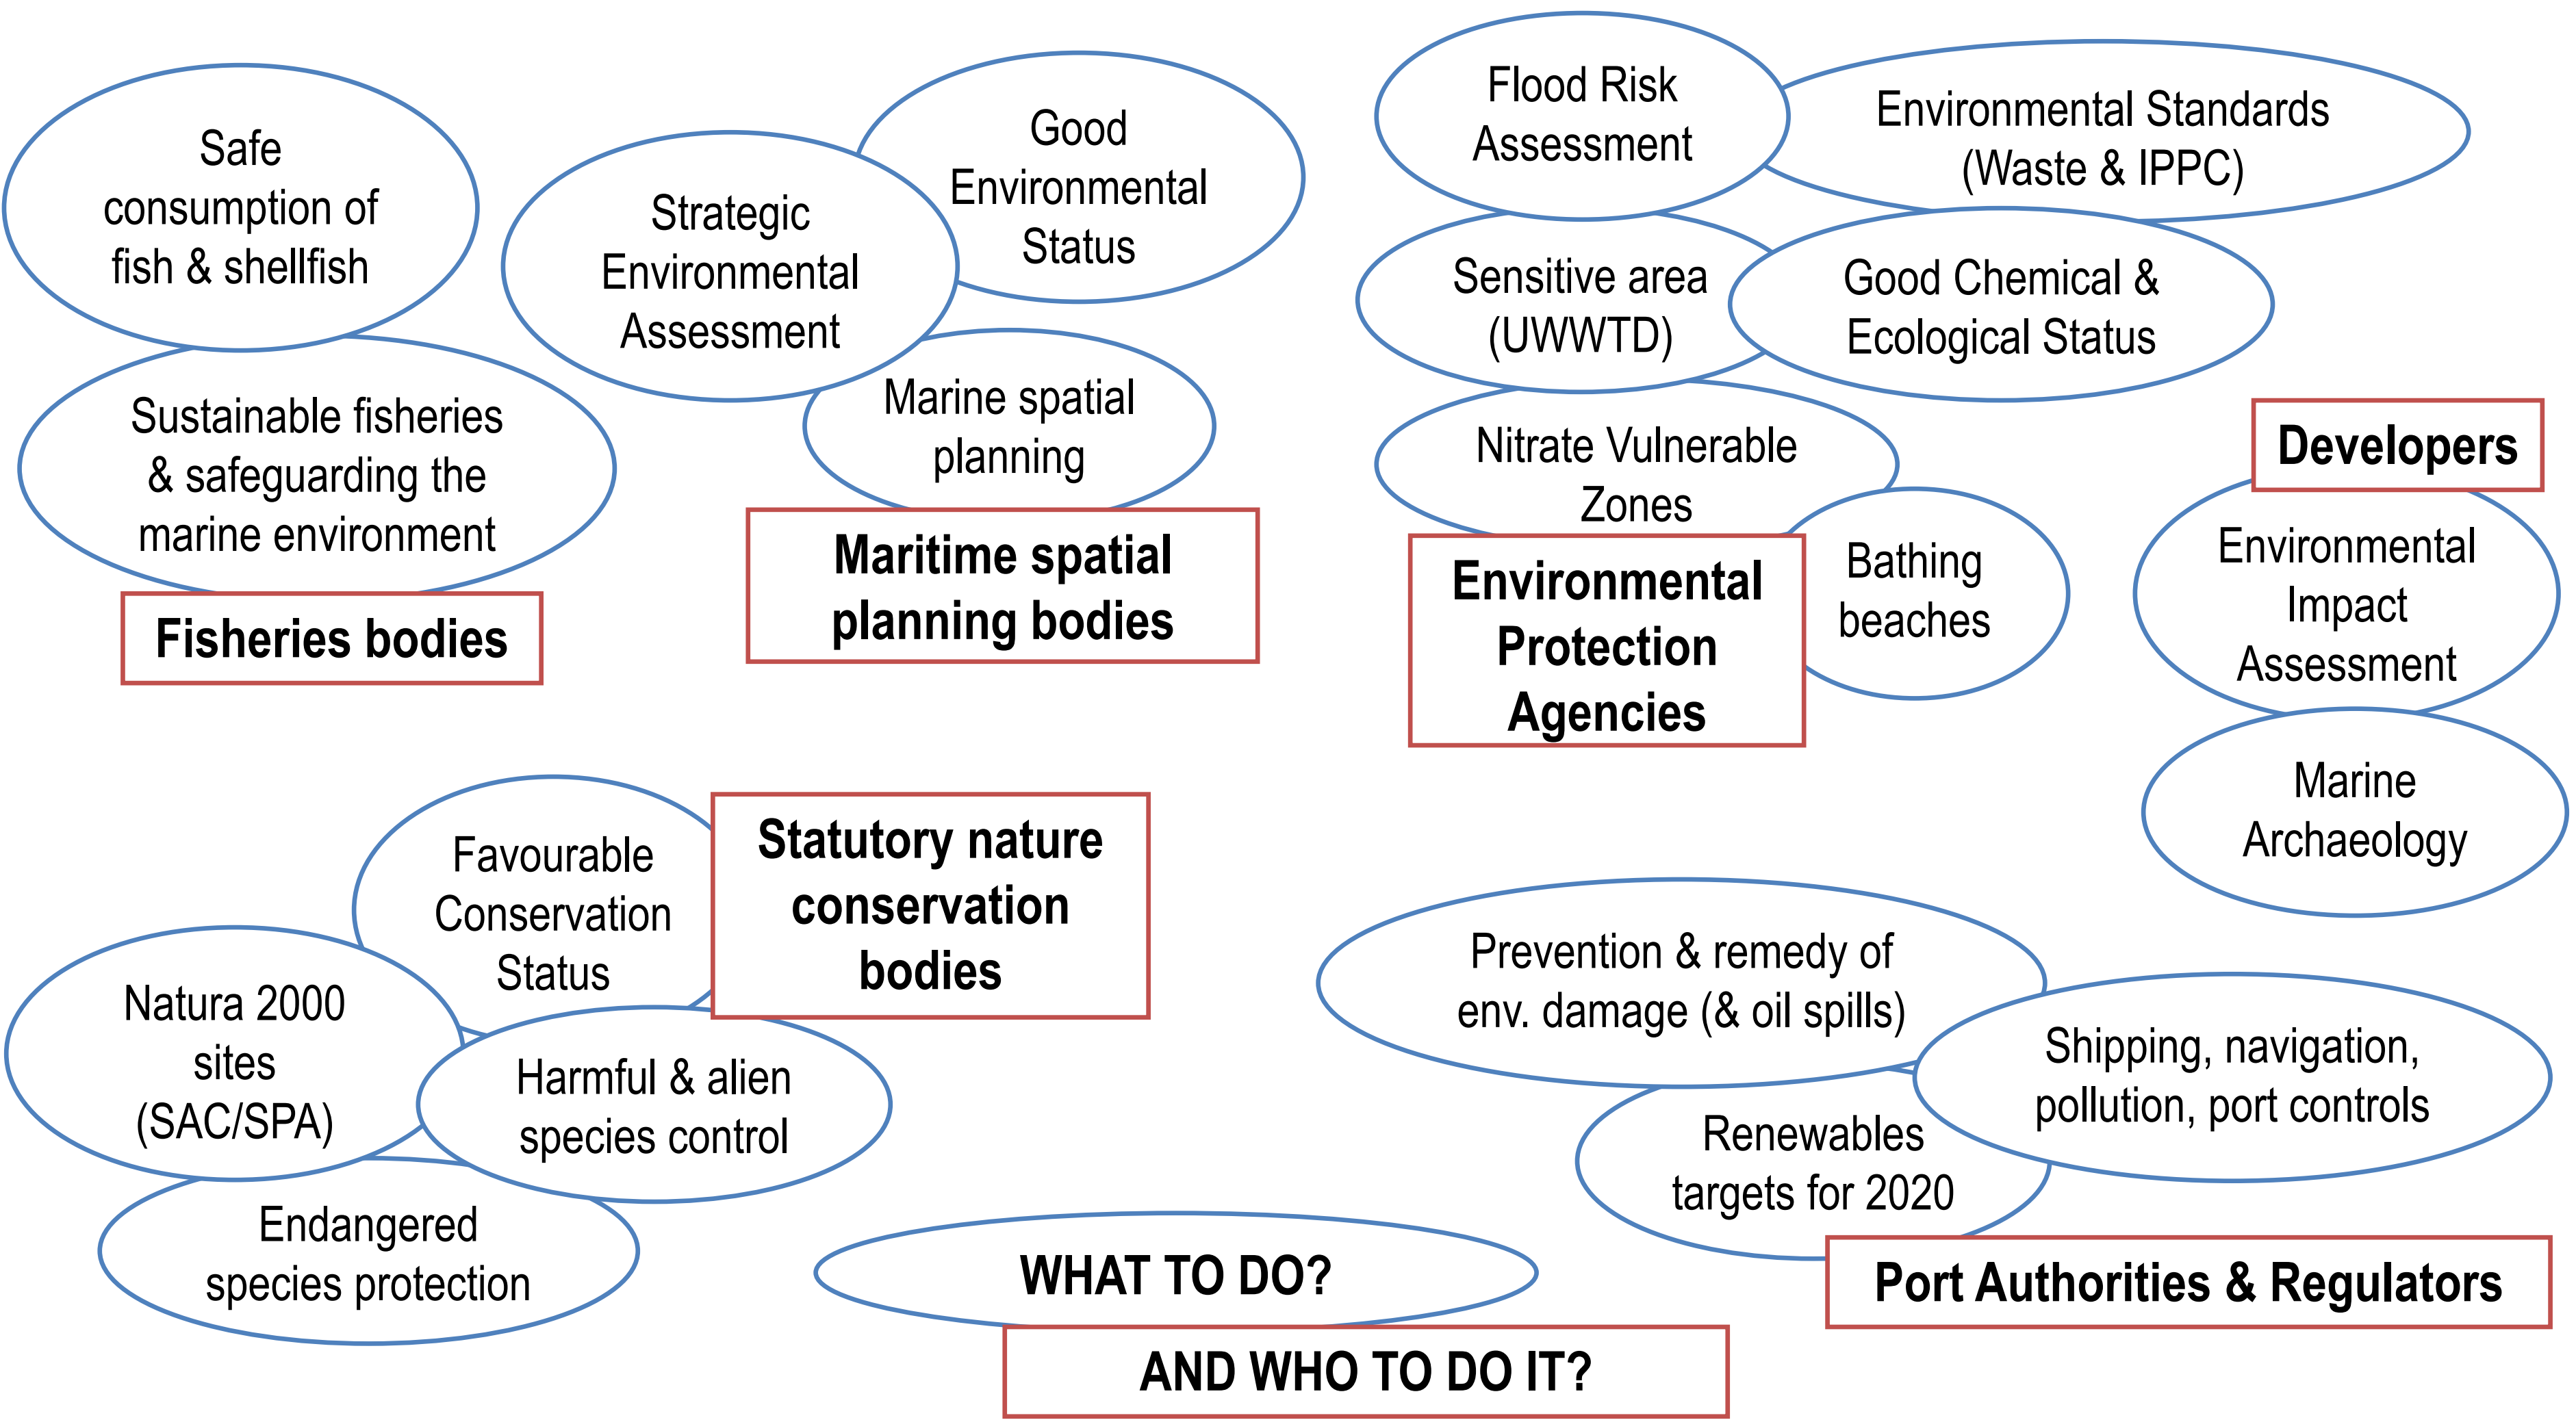 Safe
consumption of
fish & shellfish
Sustainable fisheries
& safeguarding the
marine environment
Fisheries bodies
Strategic
Environmental
Assessment
Good
Environmental
Status
Marine spatial
planning
Maritime spatial
planning bodies
Flood Risk
Assessment
Environmental Standards
(Waste & IPPC)
Sensitive area
(UWWTD)
Good Chemical &
Ecological Status
Nitrate Vulnerable
Zones
Bathing
beaches
Environmental
Protection
Agencies
Developers
Environmental
Impact
Assessment
Marine
Archaeology
Favourable
Conservation
Status
Statutory nature
conservation
bodies
Natura 2000
sites
(SAC/SPA)
Harmful & alien
species control
Endangered
species protection
Prevention & remedy of
env. damage (& oil spills)
Shipping, navigation,
pollution, port controls
Renewables
targets for 2020
Port Authorities & Regulators
WHAT TO DO?
AND WHO TO DO IT?